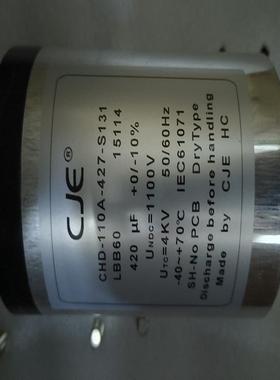 CJE ®
CHD-110A-427-S131
LBB60 15114
420 µF +0/-10%
UNDC=1100V
UTC=4KV 50/60Hz
-40~+70℃ IEC61071
SH-No PCB DryType
Discharge before handling
Made by CJE HC